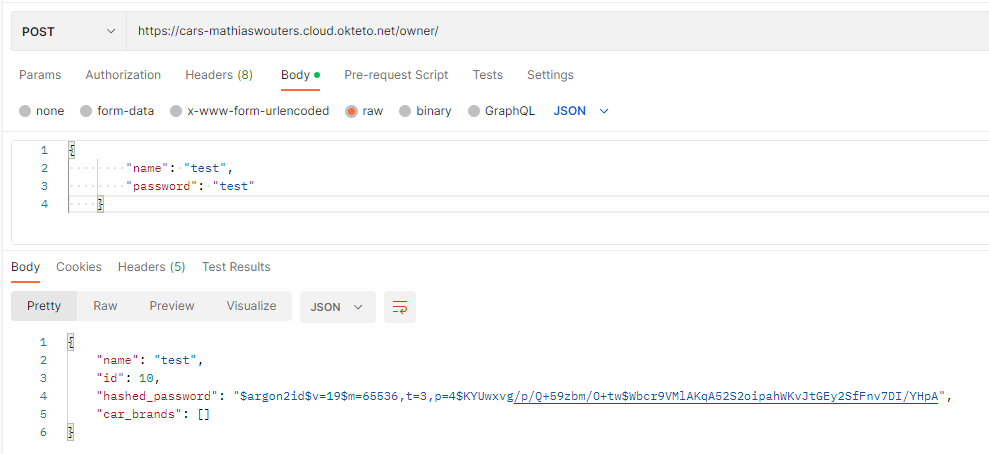 POST https://cars-mathiaswouters.cloud.okteto.net/owner/
Params Authorization Headers (8) Body Pre-request Script Tests Settings
none form-data x-www-form-urlencoded raw binary GraphQL JSON
1 {
2 "name": "test",
3 "password": "test"
4 }
Body Cookies Headers (5) Test Results
Pretty Raw Preview Visualize JSON
1 {
2 "name": "test",
3 "id": 10,
4 "hashed_password": "$argon2id$v=19$m=65536,t=3,p=4$KYUwxvg/p/Q+59zbm/O+tw$Wbcr9VMlAKqA52S2oipahWKvJtGEy2SfFnv7DI/YHpA",
5 "car_brands": []
6 }